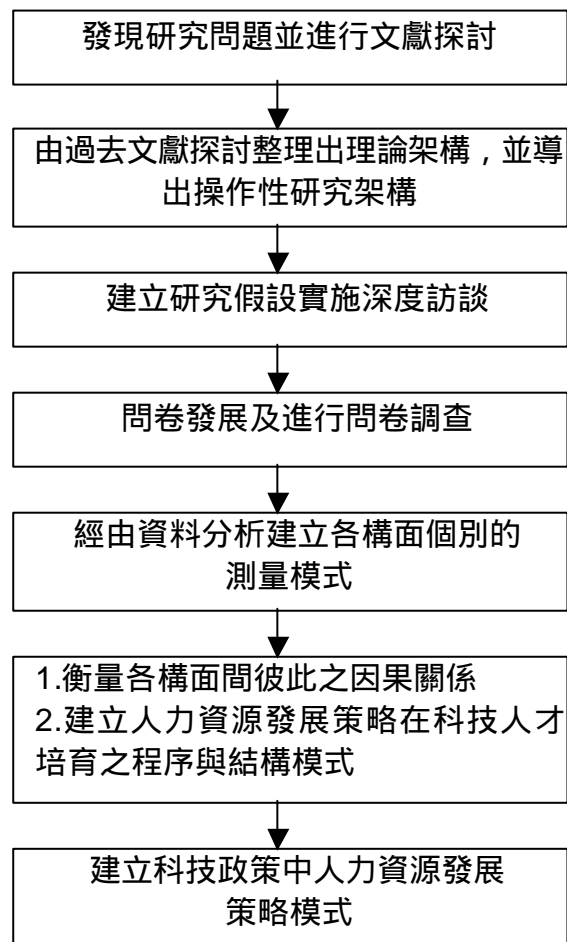 發現研究問題並進行文獻探討
由過去文獻探討整理出理論架構，並導
出操作性研究架構
建立研究假設實施深度訪談
問卷發展及進行問卷調查
經由資料分析建立各構面個別的
測量模式
1.衡量各構面間彼此之因果關係
2.建立人力資源發展策略在科技人才
培育之程序與結構模式
建立科技政策中人力資源發展
策略模式